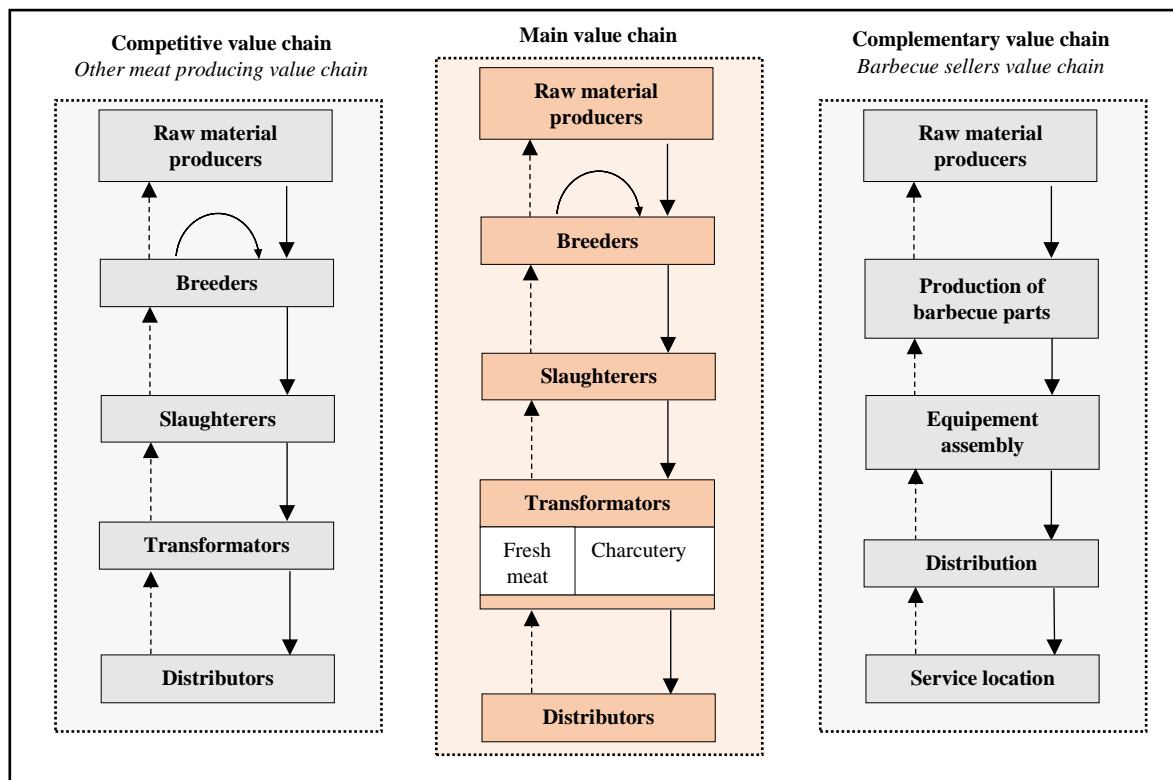 Competitive value chain
Other meat producing value chain
Raw material
producers
Breeders
Slaughterers
Transformators
Distributors
Main value chain
Raw material
producers
Breeders
Slaughterers
Transformators
Fresh
meat
Charcutery
Distributors
Complementary value chain
Barbecue sellers value chain
Raw material
producers
Production of
barbecue parts
Equipement
assembly
Distribution
Service location